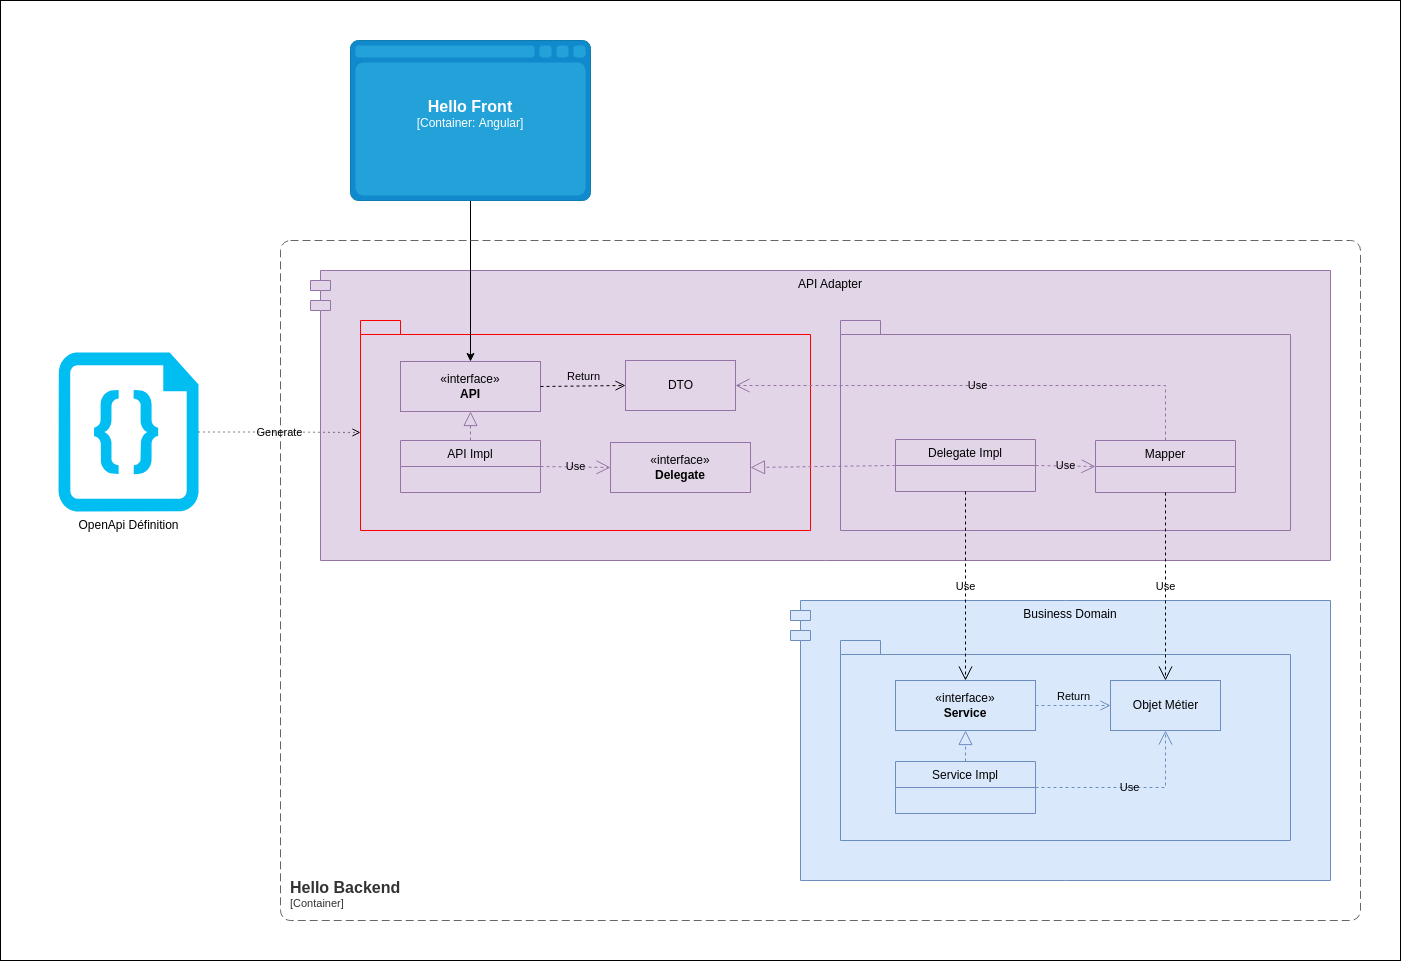 Hello Front
[Container: Angular]
API Adapter
«interface»
API
Return
DTO
Use
API Impl
Use
«interface»
Delegate
Delegate Impl
Use
Mapper
Generate
{ }
OpenApi Définition
Use
Use
Business Domain
«interface»
Service
Return
Objet Métier
Service Impl
Use
Hello Backend
[Container]